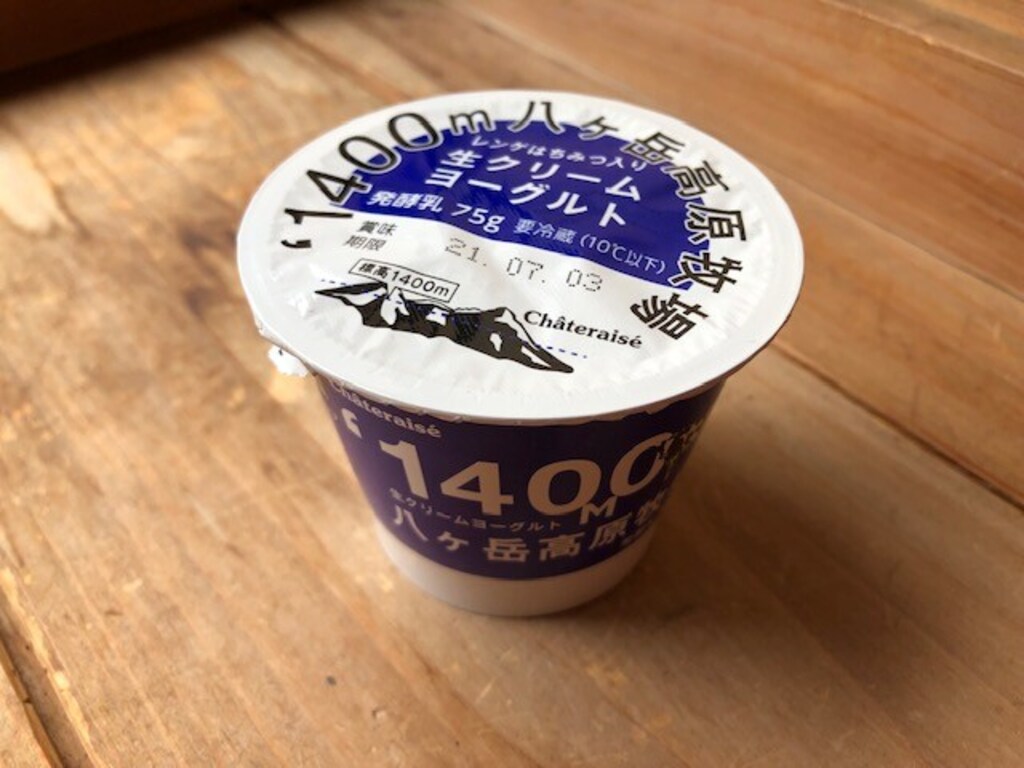 1400m八ヶ岳高原牧場
レンゲはちみつ入り
生クリーム
ヨーグルト
発酵乳 75g 要冷蔵(10℃以下)
賞味
期限
21.07.03
標高1400m
Châteraisé
Châteraisé
1400M
生クリームヨーグルト
八ヶ岳高原牧